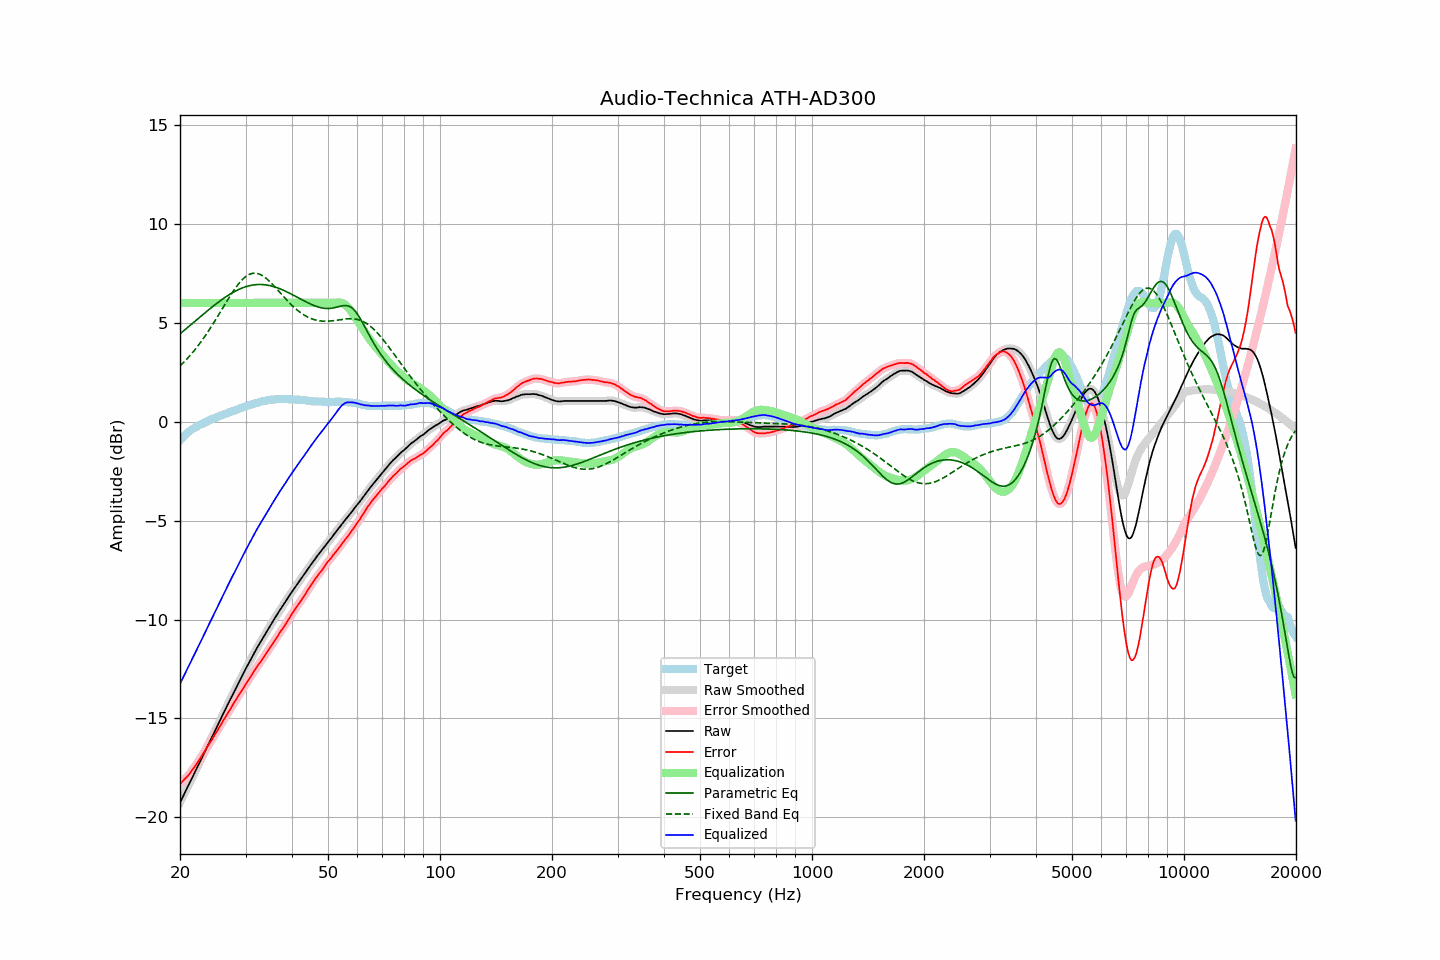 Audio-Technica ATH-AD300
15
10
5
0
−5
−10
−15
−20
Amplitude (dBr)
Target
Raw Smoothed
Error Smoothed
Raw
Error
Equalization
Parametric Eq
Fixed Band Eq
Equalized
20 50 100 200 500 1000 2000 5000 10000 20000
Frequency (Hz)